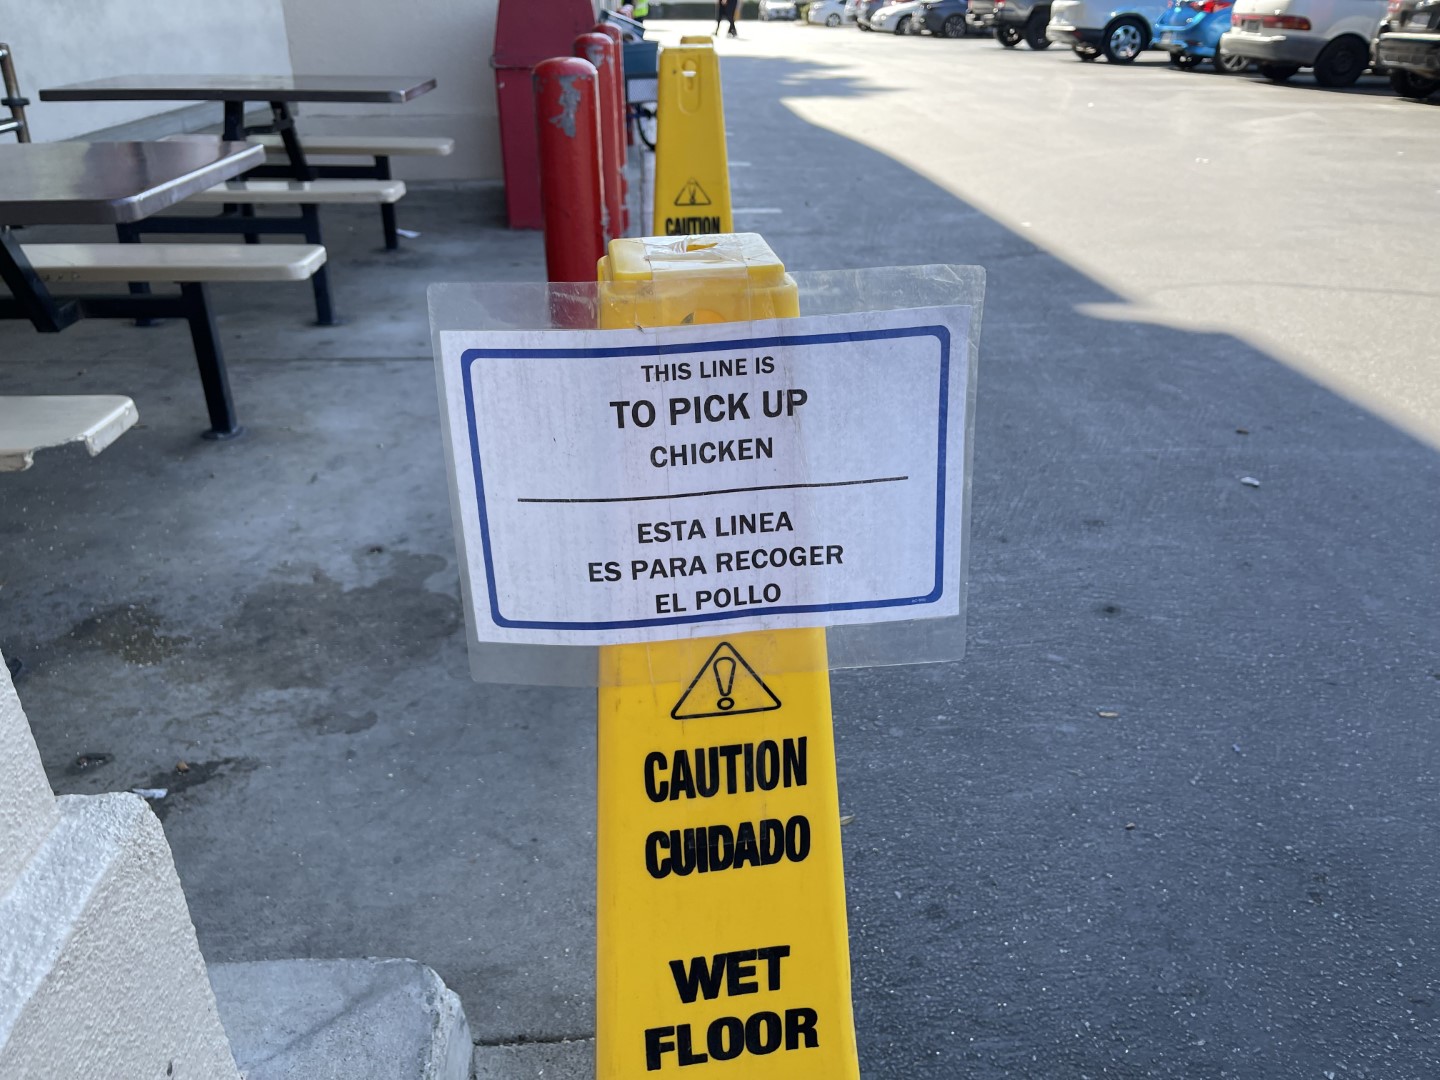 CAUTION
THIS LINE IS
TO PICK UP
CHICKEN
ESTA LINEA
ES PARA RECOGER
EL POLLO
CAUTION
CUIDADO
WET
FLOOR